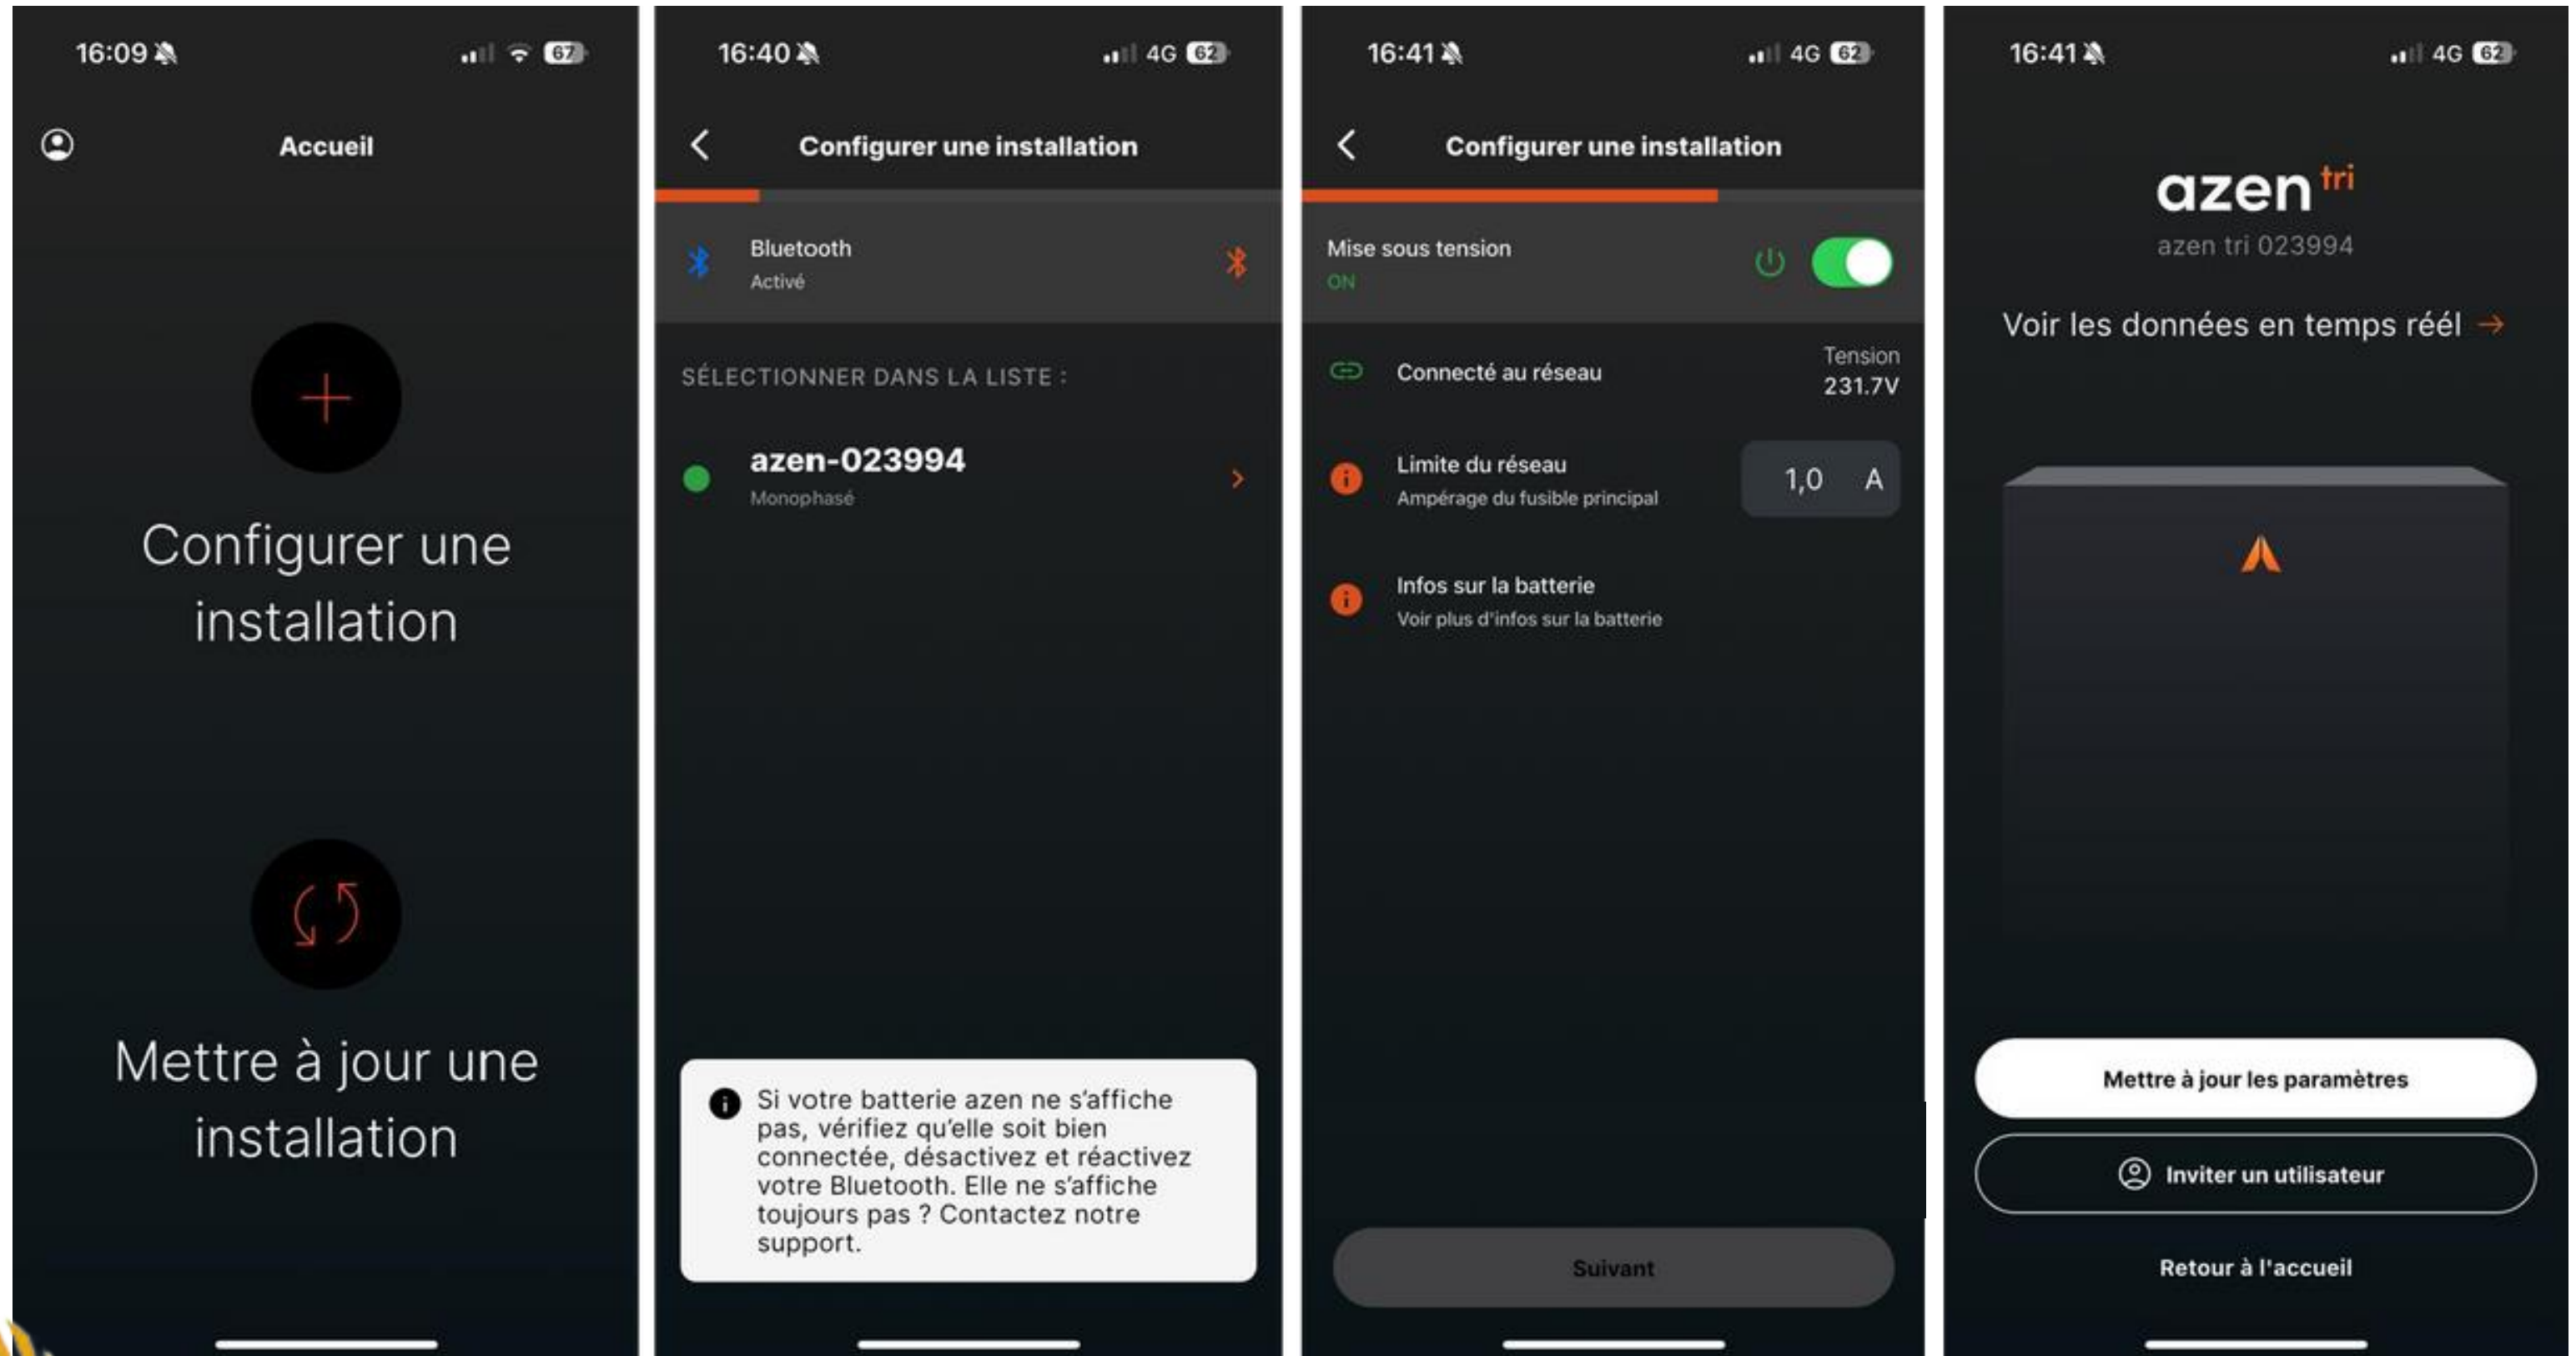 16:09
67
Accueil
Configurer une
installation
Mettre à jour une
installation
16:40
4G 62
Configurer une installation
Bluetooth
Activé
SÉLECTIONNER DANS LA LISTE :
azen-023994
Monophasé
Si votre batterie azen ne s’affiche
pas, vérifiez qu’elle soit bien
connectée, désactivez et réactivez
votre Bluetooth. Elle ne s’affiche
toujours pas ? Contactez notre
support.
16:41
4G 62
Configurer une installation
Mise sous tension
ON
Connecté au réseau
Tension
231.7V
Limite du réseau
Ampérage du fusible principal
1,0 A
Infos sur la batterie
Voir plus d'infos sur la batterie
Suivant
16:41
4G 62
azen tri
azen tri 023994
Voir les données en temps réél →
Mettre à jour les paramètres
Inviter un utilisateur
Retour à l'accueil